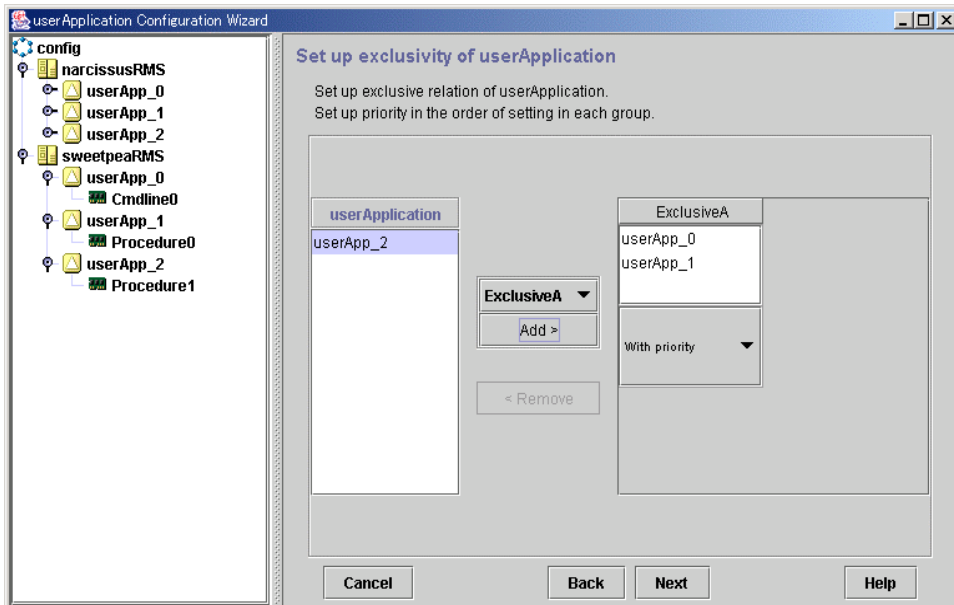 userApplication Configuration Wizard
config
narcissusRMS
userApp_0
userApp_1
userApp_2
sweetpeaRMS
userApp_0
Cmdline0
userApp_1
Procedure0
userApp_2
Procedure1
Set up exclusivity of userApplication
Set up exclusive relation of userApplication.
Set up priority in the order of setting in each group.
userApplication
userApp_2
ExclusiveA
Add >
< Remove
ExclusiveA
userApp_0
userApp_1
With priority
Cancel
Back
Next
Help